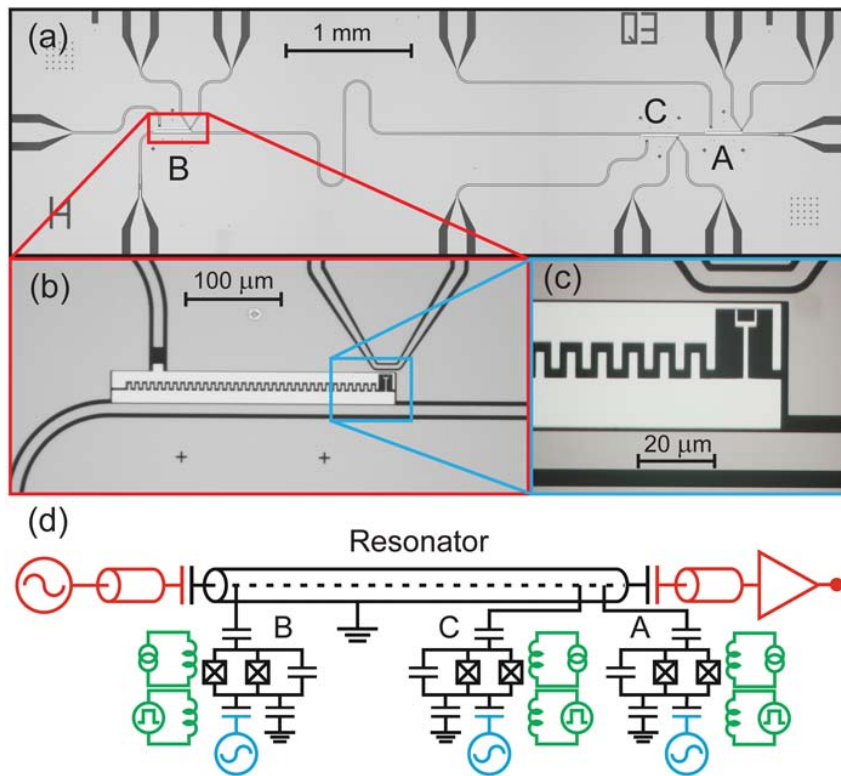 (a)
1 mm
Q3
C
A
B
H
(b)
100 μm
(c)
20 μm
(d)
Resonator
B
C
A